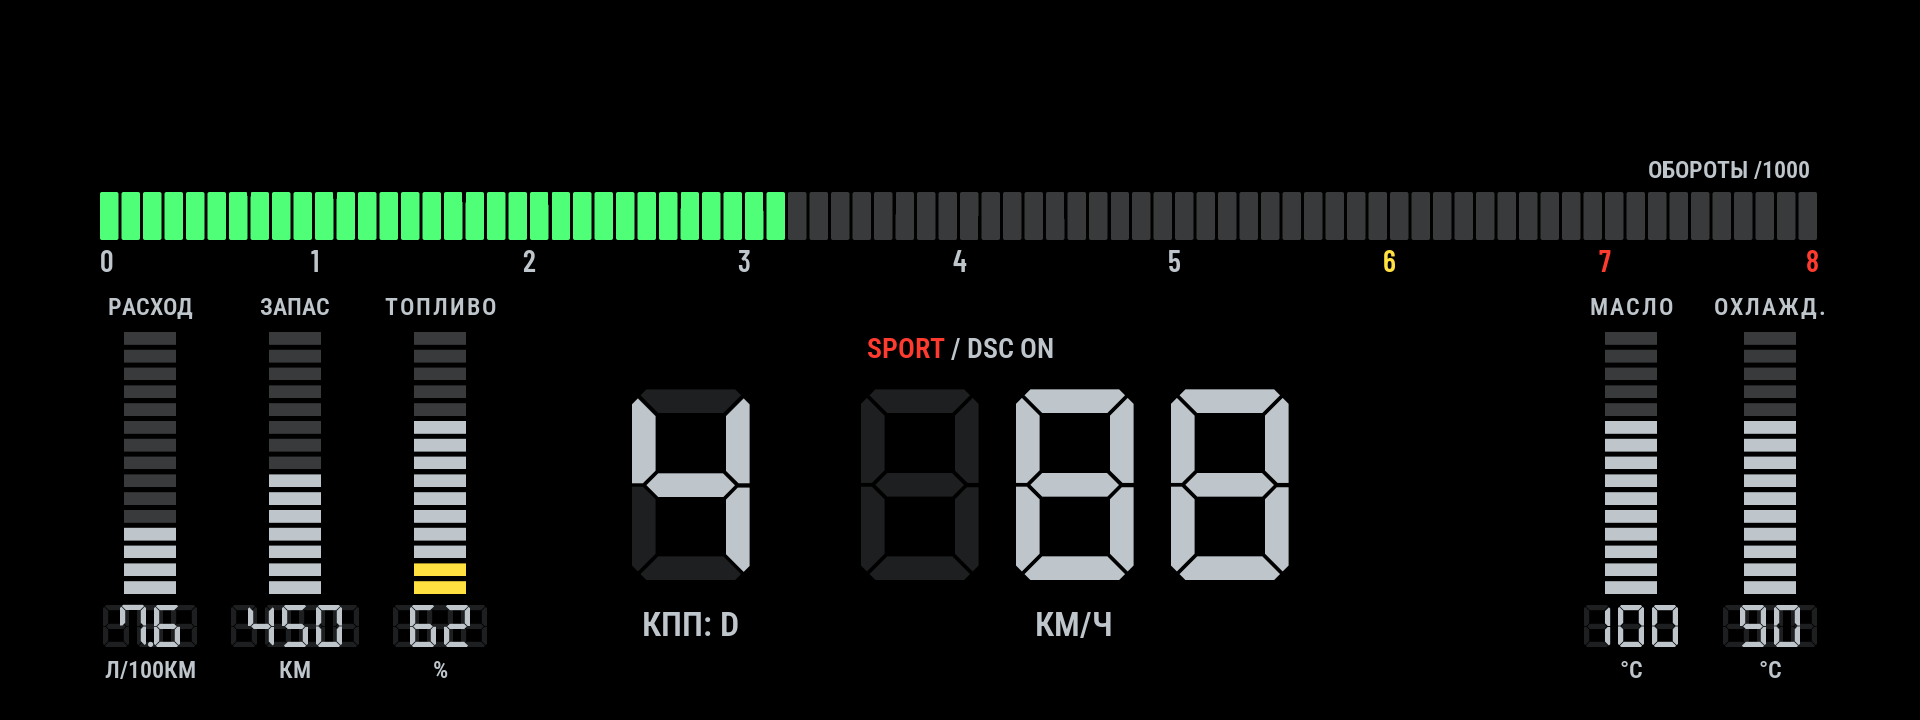 ОБОРОТЫ /1000
0 1 2 3 4 5 6 7 8
РАСХОД ЗАПАС ТОПЛИВО МАСЛО ОХЛАЖД.
SPORT / DSC ON
4 88
7.6 450 62 100 90
КПП: D КМ/Ч
Л/100КМ КМ % °C °C